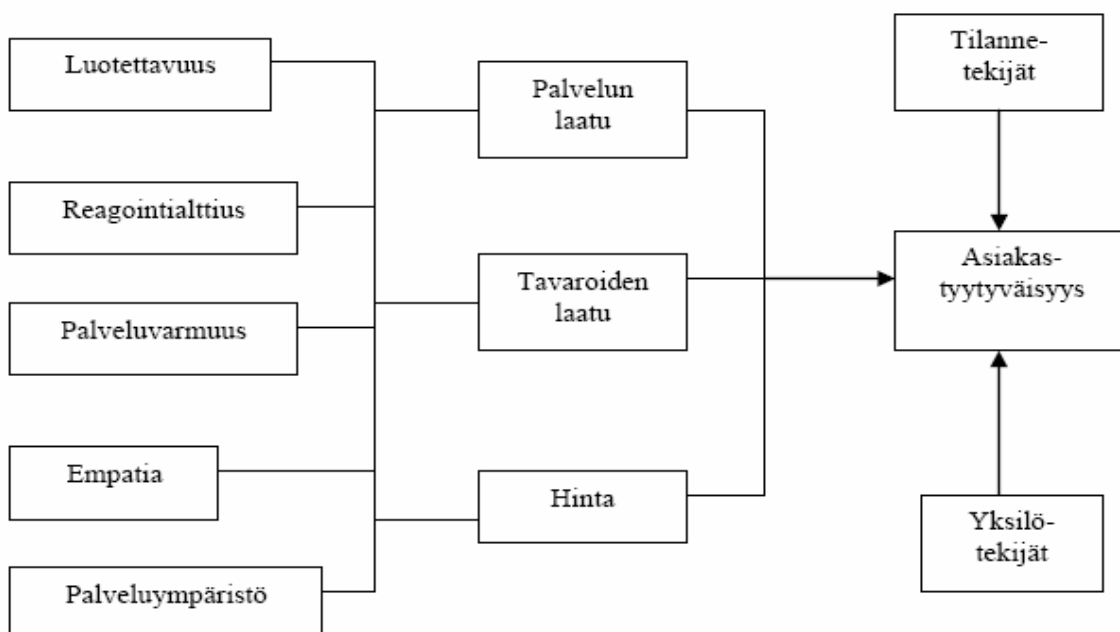 Luotettavuus
Reagointialttius
Palveluvarmuus
Empatia
Palveluympäristö
Palvelun
laatu
Tavaroiden
laatu
Hinta
Tilanne-
tekijät
Asiakas-
tyytyväisyys
Yksilö-
tekijät